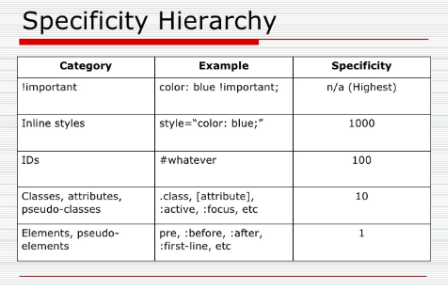 Specificity Hierarchy
Category Example Specificity
!important color: blue !important; n/a (Highest)
Inline styles style=“color: blue;” 1000
IDs #whatever 100
Classes, attributes, .class, [attribute], 10
pseudo-classes :active, :focus, etc
Elements, pseudo- pre, :before, :after, 1
elements :first-line, etc